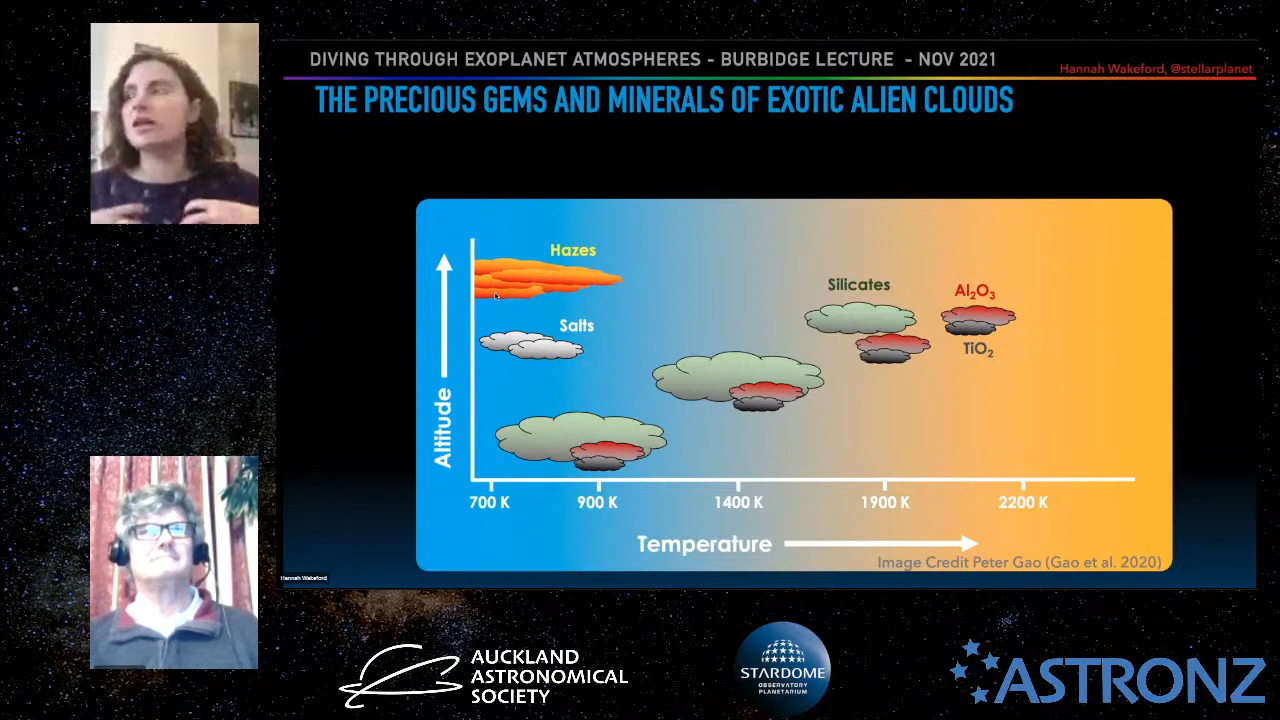 DIVING THROUGH EXOPLANET ATMOSPHERES - BURBIDGE LECTURE - NOV 2021
Hannah Wakeford, @stellarplanet
THE PRECIOUS GEMS AND MINERALS OF EXOTIC ALIEN CLOUDS
Hazes
Silicates
Al₂O₃
Salts
TiO₂
Altitude
700 K
900 K
1400 K
1900 K
2200 K
Temperature
Image Credit Peter Gao (Gao et al. 2020)
Hannah Wakeford
AUCKLAND
ASTRONOMICAL
SOCIETY
STARDOME
OBSERVATORY
PLANETARIUM
ASTRONZ